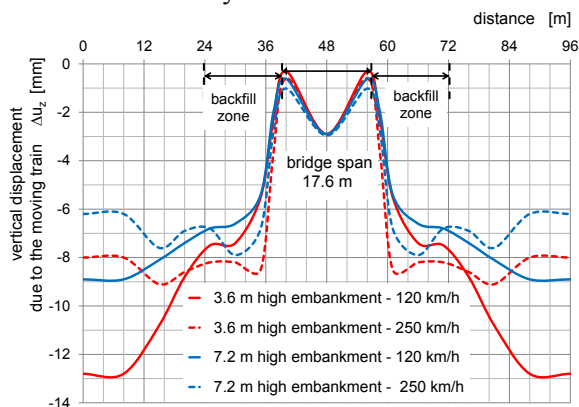 distance [m]
0 12 24 36 48 60 72 84 96
0
-2
-4
-6
-8
-10
-12
-14
vertical displacement [mm]
due to the moving train Δu_z
backfill
zone
backfill
zone
bridge span
17.6 m
3.6 m high embankment - 120 km/h
3.6 m high embankment - 250 km/h
7.2 m high embankment - 120 km/h
7.2 m high embankment - 250 km/h